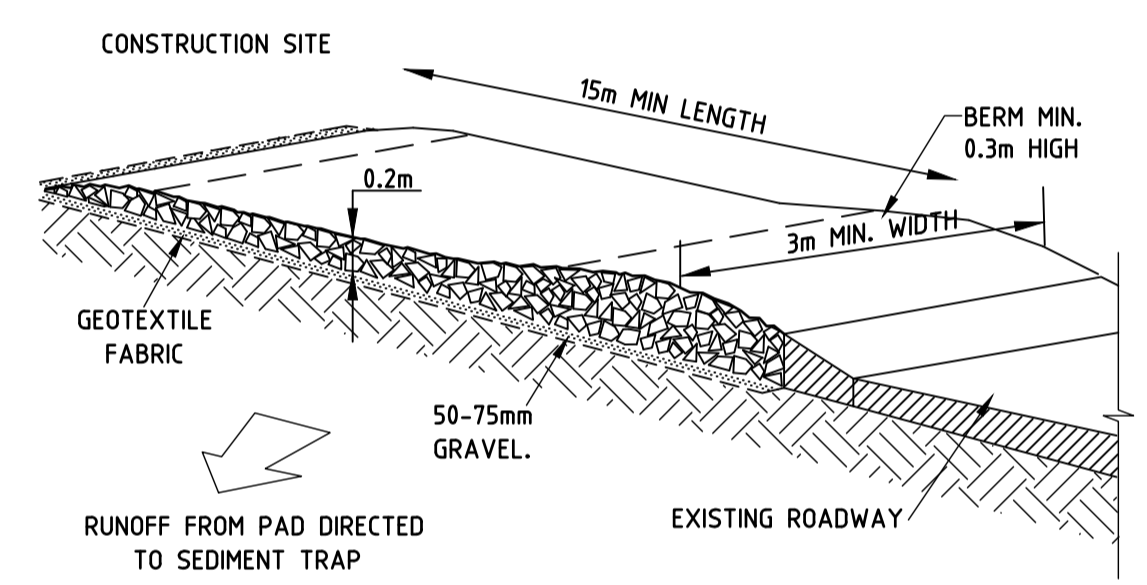 CONSTRUCTION SITE
15m MIN LENGTH
BERM MIN.
0.3m HIGH
0.2m
3m MIN. WIDTH
GEOTEXTILE
FABRIC
50-75mm
GRAVEL.
EXISTING ROADWAY
RUNOFF FROM PAD DIRECTED
TO SEDIMENT TRAP